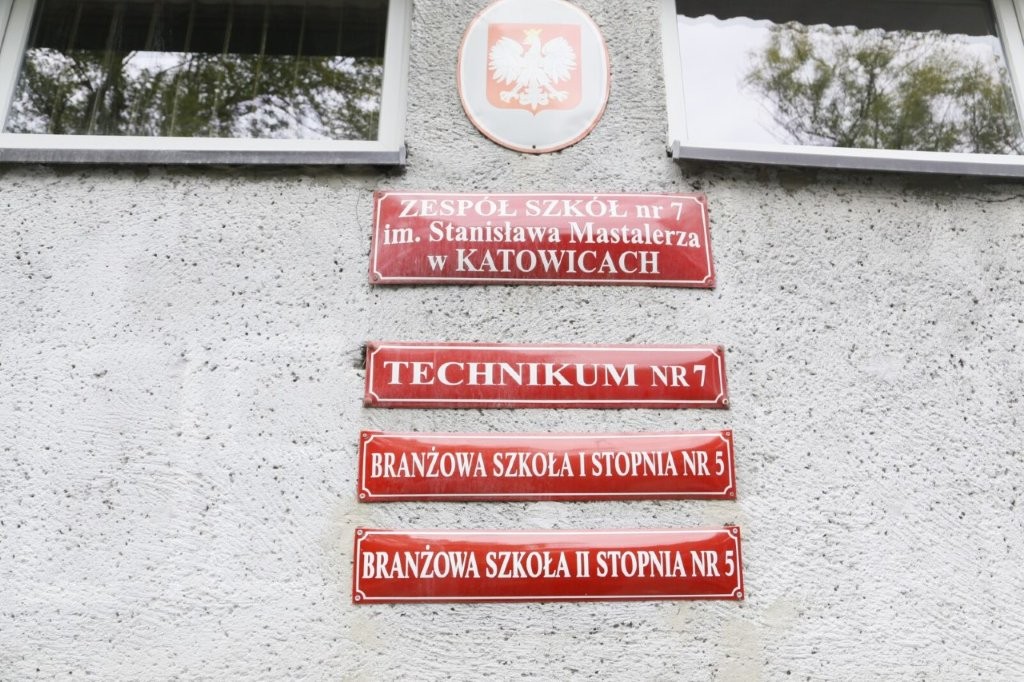 ZESPÓŁ SZKÓŁ nr 7
im. Stanisława Mastalerza
w KATOWICACH
TECHNIKUM NR 7
BRANŻOWA SZKOŁA I STOPNIA NR 5
BRANŻOWA SZKOŁA II STOPNIA NR 5